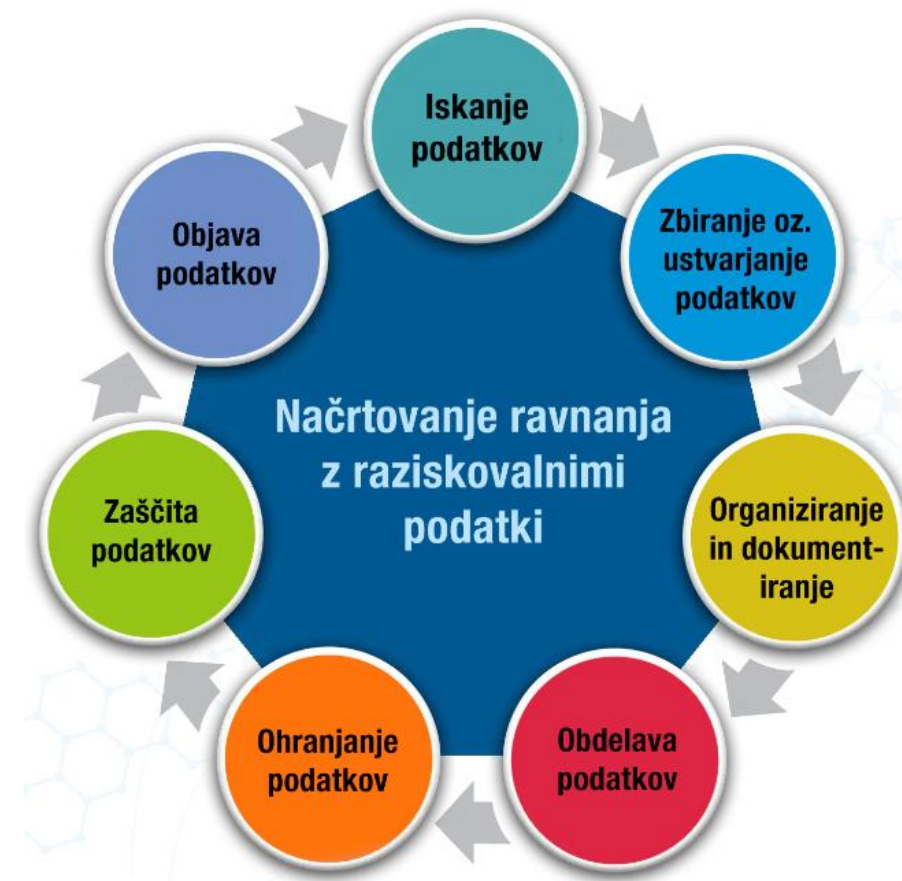 Iskanje
podatkov
Zbiranje oz.
ustvarjanje
podatkov
Organiziranje
in dokument-
iranje
Obdelava
podatkov
Ohranjanje
podatkov
Zaščita
podatkov
Objava
podatkov
Načrtovanje ravnanja
z raziskovalnimi
podatki